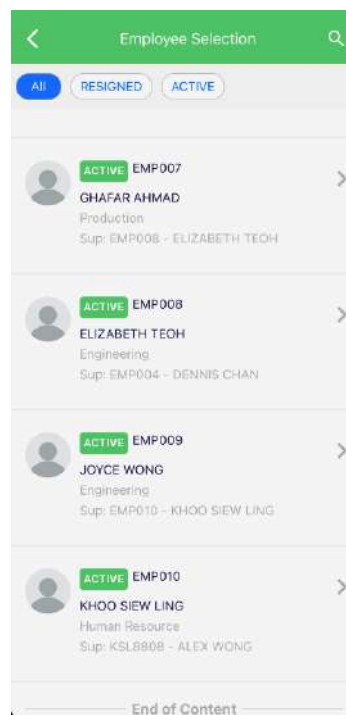 Employee Selection
All RESIGNED ACTIVE
ACTIVE EMP007
GHAFAR AHMAD
Production
Sup: EMP008 - ELIZABETH TEOH
ACTIVE EMP008
ELIZABETH TEOH
Engineering
Sup: EMP004 - DENNIS CHAN
ACTIVE EMP009
JOYCE WONG
Engineering
Sup: EMP010 - KHOO SIEW LING
ACTIVE EMP010
KHOO SIEW LING
Human Resource
Sup: KSL8808 - ALEX WONG
End of Content